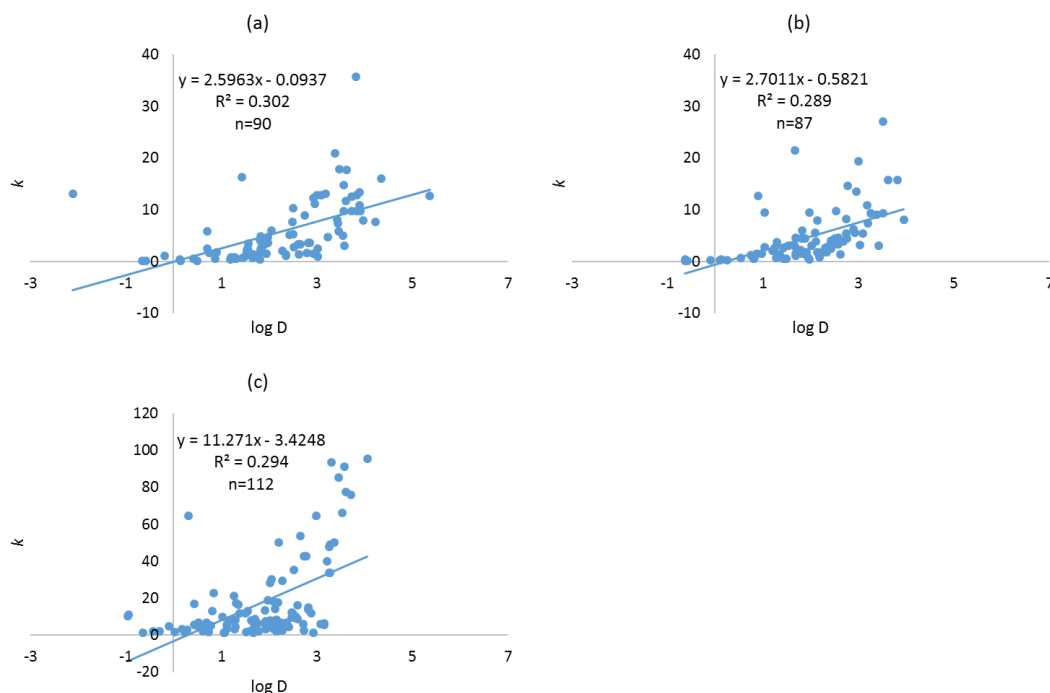 (a)
40
30
20
10
0
-10
-3
-1
1
3
5
7
y = 2.5963x - 0.0937
R² = 0.302
n=90
k
log D
(b)
40
30
20
10
0
-10
-3
-1
1
3
5
7
y = 2.7011x - 0.5821
R² = 0.289
n=87
k
log D
(c)
120
100
80
60
40
20
0
-20
-3
-1
1
3
5
7
y = 11.271x - 3.4248
R² = 0.294
n=112
k
log D